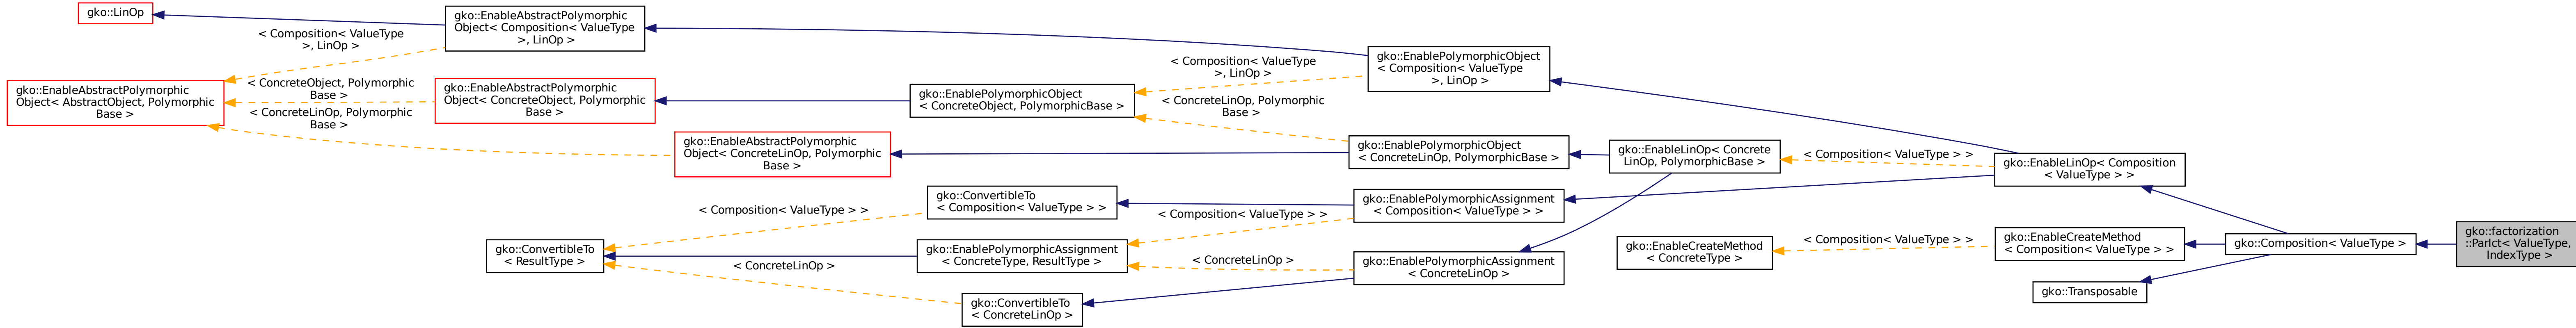 gko::LinOp
gko::EnableAbstractPolymorphic
Object< Composition< ValueType
>, LinOp >
< Composition< ValueType
>, LinOp >
gko::EnableAbstractPolymorphic
Object< AbstractObject, Polymorphic
Base >
< ConcreteObject, Polymorphic
Base >
< ConcreteLinOp, Polymorphic
Base >
gko::EnableAbstractPolymorphic
Object< ConcreteObject, Polymorphic
Base >
gko::EnableAbstractPolymorphic
Object< ConcreteLinOp, Polymorphic
Base >
gko::EnablePolymorphicObject
< ConcreteObject, PolymorphicBase >
< Composition< ValueType
>, LinOp >
< ConcreteLinOp, Polymorphic
Base >
gko::EnablePolymorphicObject
< Composition< ValueType
>, LinOp >
gko::EnablePolymorphicObject
< ConcreteLinOp, PolymorphicBase >
gko::EnableLinOp< Concrete
LinOp, PolymorphicBase >
< Composition< ValueType > >
gko::EnableLinOp< Composition
< ValueType > >
gko::ConvertibleTo
< ResultType >
< Composition< ValueType > >
gko::ConvertibleTo
< Composition< ValueType > >
gko::EnablePolymorphicAssignment
< ConcreteType, ResultType >
< ConcreteLinOp >
gko::ConvertibleTo
< ConcreteLinOp >
< Composition< ValueType > >
< ConcreteLinOp >
gko::EnablePolymorphicAssignment
< Composition< ValueType > >
gko::EnablePolymorphicAssignment
< ConcreteLinOp >
gko::EnableCreateMethod
< ConcreteType >
< Composition< ValueType > >
gko::EnableCreateMethod
< Composition< ValueType > >
gko::Transposable
gko::Composition< ValueType >
gko::factorization
::ParIct< ValueType,
IndexType >